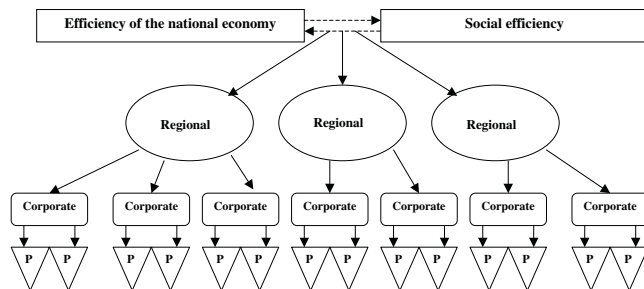 Efficiency of the national economy Social efficiency
Regional Regional Regional
Corporate Corporate Corporate Corporate Corporate Corporate Corporate
P P P P P P P P P P P P P P